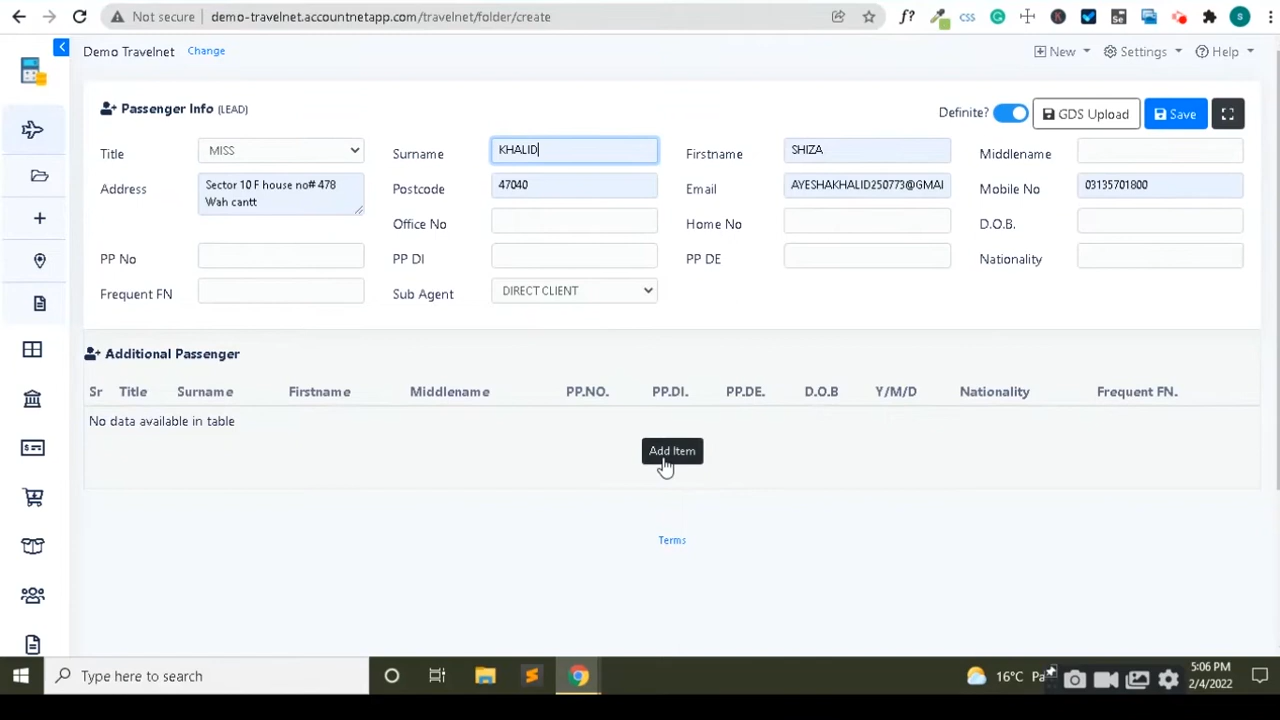 Not secure | demo-travelnet.accountnetapp.com/travelnet/folder/create
Demo Travelnet Change New Settings Help
Passenger Info (LEAD) Definite? GDS Upload Save
Title MISS Surname KHALID Firstname SHIZA Middlename
Address Sector 10 F house no# 478 Postcode 47040 Email AYESHAKHALID250773@GMAI Mobile No 03135701800
Wah cantt
Office No Home No D.O.B.
PP No PP DI PP DE Nationality
Frequent FN Sub Agent DIRECT CLIENT
Additional Passenger
Sr Title Surname Firstname Middlename PP.NO. PP.DI. PP.DE. D.O.B Y/M/D Nationality Frequent FN.
No data available in table
Add Item
Terms
Type here to search 16°C 5:06 PM
2/4/2022